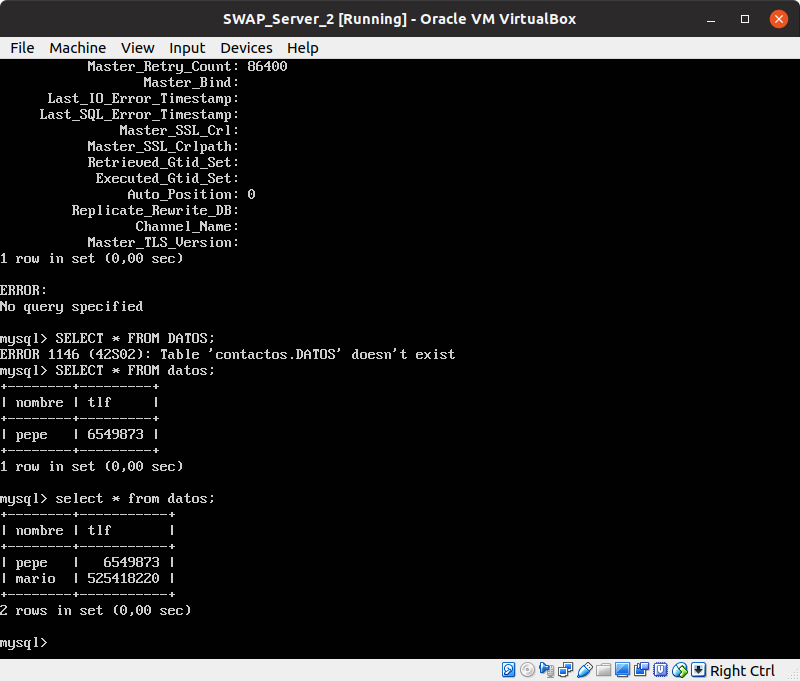 SWAP_Server_2 [Running] - Oracle VM VirtualBox
File Machine View Input Devices Help
Master_Retry_Count: 86400
Master_Bind:
Last_IO_Error_Timestamp:
Last_SQL_Error_Timestamp:
Master_SSL_Crl:
Master_SSL_Crlpath:
Retrieved_Gtid_Set:
Executed_Gtid_Set:
Auto_Position: 0
Replicate_Rewrite_DB:
Channel_Name:
Master_TLS_Version:
1 row in set (0,00 sec)
ERROR:
No query specified
mysql> SELECT * FROM DATOS;
ERROR 1146 (42S02): Table 'contactos.DATOS' doesn't exist
mysql> SELECT * FROM datos;
+--------+---------+
| nombre | tlf     |
+--------+---------+
| pepe   | 6549873 |
+--------+---------+
1 row in set (0,00 sec)
mysql> select * from datos;
+--------+-----------+
| nombre | tlf       |
+--------+-----------+
| pepe   |   6549873 |
| mario  | 525418220 |
+--------+-----------+
2 rows in set (0,00 sec)
mysql>
Right Ctrl